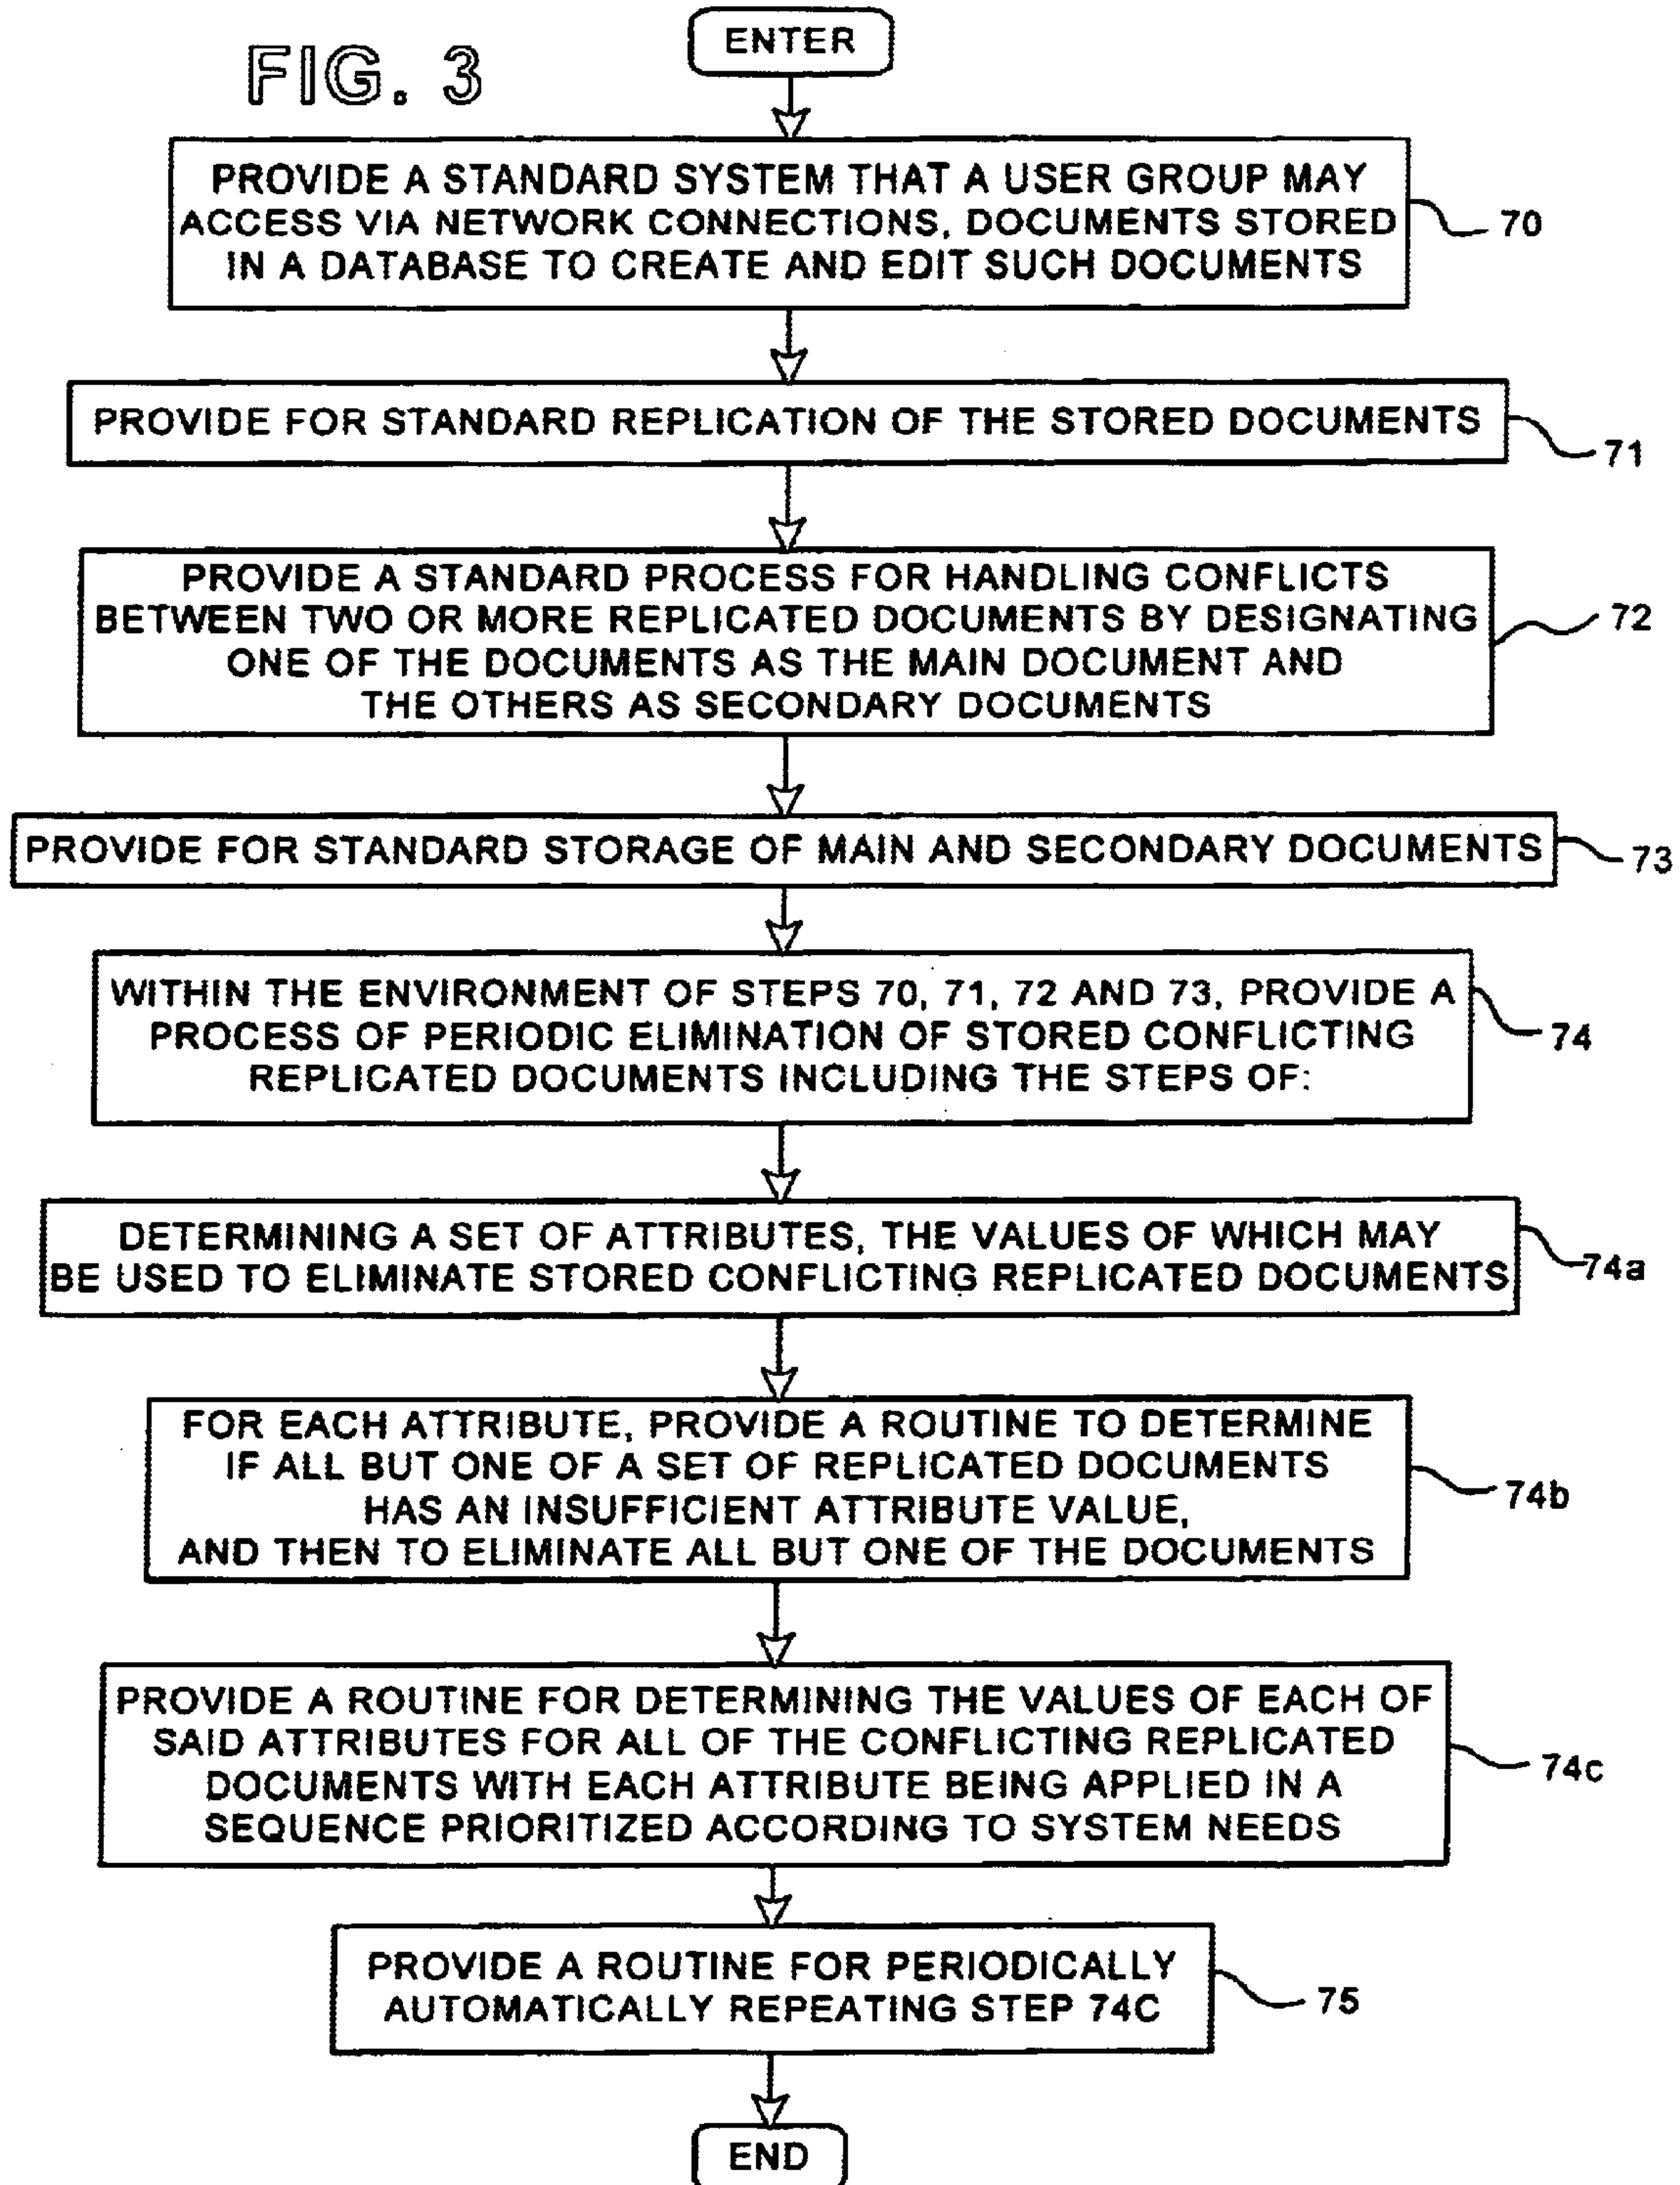 FIG. 3
ENTER
PROVIDE A STANDARD SYSTEM THAT A USER GROUP MAY
ACCESS VIA NETWORK CONNECTIONS, DOCUMENTS STORED
IN A DATABASE TO CREATE AND EDIT SUCH DOCUMENTS
70
PROVIDE FOR STANDARD REPLICATION OF THE STORED DOCUMENTS
71
PROVIDE A STANDARD PROCESS FOR HANDLING CONFLICTS
BETWEEN TWO OR MORE REPLICATED DOCUMENTS BY DESIGNATING
ONE OF THE DOCUMENTS AS THE MAIN DOCUMENT AND
THE OTHERS AS SECONDARY DOCUMENTS
72
PROVIDE FOR STANDARD STORAGE OF MAIN AND SECONDARY DOCUMENTS
73
WITHIN THE ENVIRONMENT OF STEPS 70, 71, 72 AND 73, PROVIDE A
PROCESS OF PERIODIC ELIMINATION OF STORED CONFLICTING
REPLICATED DOCUMENTS INCLUDING THE STEPS OF:
74
DETERMINING A SET OF ATTRIBUTES, THE VALUES OF WHICH MAY
BE USED TO ELIMINATE STORED CONFLICTING REPLICATED DOCUMENTS
74a
FOR EACH ATTRIBUTE, PROVIDE A ROUTINE TO DETERMINE
IF ALL BUT ONE OF A SET OF REPLICATED DOCUMENTS
HAS AN INSUFFICIENT ATTRIBUTE VALUE,
AND THEN TO ELIMINATE ALL BUT ONE OF THE DOCUMENTS
74b
PROVIDE A ROUTINE FOR DETERMINING THE VALUES OF EACH OF
SAID ATTRIBUTES FOR ALL OF THE CONFLICTING REPLICATED
DOCUMENTS WITH EACH ATTRIBUTE BEING APPLIED IN A
SEQUENCE PRIORITIZED ACCORDING TO SYSTEM NEEDS
74c
PROVIDE A ROUTINE FOR PERIODICALLY
AUTOMATICALLY REPEATING STEP 74C
75
END